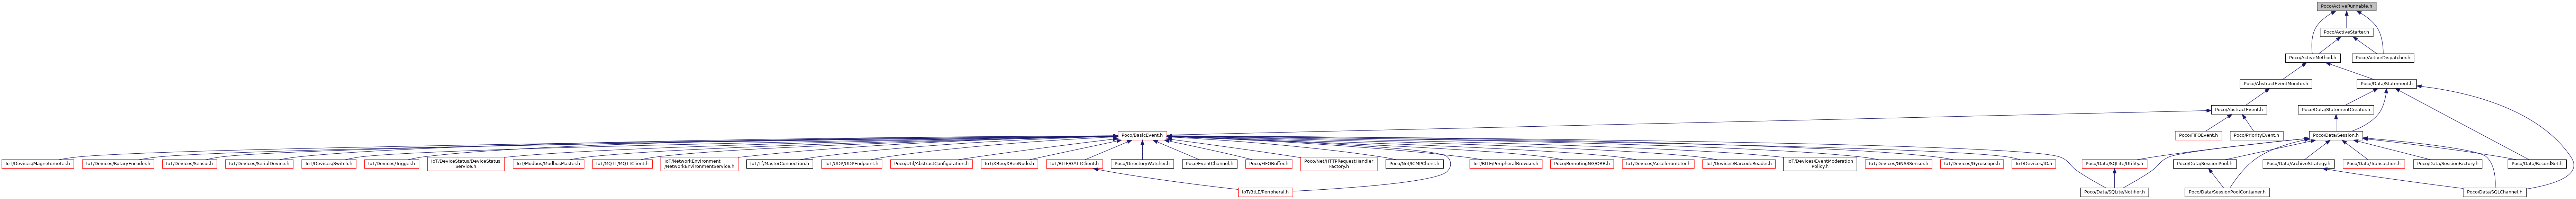 Poco/ActiveRunnable.h
Poco/ActiveStarter.h
Poco/ActiveMethod.h
Poco/ActiveDispatcher.h
Poco/AbstractEventMonitor.h
Poco/Data/Statement.h
Poco/AbstractEvent.h
Poco/Data/StatementCreator.h
Poco/BasicEvent.h
Poco/FIFOEvent.h
Poco/PriorityEvent.h
Poco/Data/Session.h
IoT/Devices/Magnetometer.h
IoT/Devices/RotaryEncoder.h
IoT/Devices/Sensor.h
IoT/Devices/SerialDevice.h
IoT/Devices/Switch.h
IoT/Devices/Trigger.h
IoT/DeviceStatus/DeviceStatus
Service.h
IoT/Modbus/ModbusMaster.h
IoT/MQTT/MQTTClient.h
IoT/NetworkEnvironment
/NetworkEnvironmentService.h
IoT/TF/MasterConnection.h
IoT/UDP/UDPEndpoint.h
Poco/Util/AbstractConfiguration.h
IoT/XBee/XBeeNode.h
IoT/BtLE/GATTClient.h
Poco/DirectoryWatcher.h
Poco/EventChannel.h
Poco/FIFOBuffer.h
Poco/Net/HTTPRequestHandler
Factory.h
Poco/Net/ICMPClient.h
IoT/BtLE/PeripheralBrowser.h
Poco/RemotingNG/ORB.h
IoT/Devices/Accelerometer.h
IoT/Devices/BarcodeReader.h
IoT/Devices/EventModeration
Policy.h
IoT/Devices/GNSSSensor.h
IoT/Devices/Gyroscope.h
IoT/Devices/IO.h
Poco/Data/SQLite/Utility.h
Poco/Data/SessionPool.h
Poco/Data/ArchiveStrategy.h
Poco/Data/Transaction.h
Poco/Data/SessionFactory.h
Poco/Data/RecordSet.h
IoT/BtLE/Peripheral.h
Poco/Data/SQLite/Notifier.h
Poco/Data/SessionPoolContainer.h
Poco/Data/SQLChannel.h